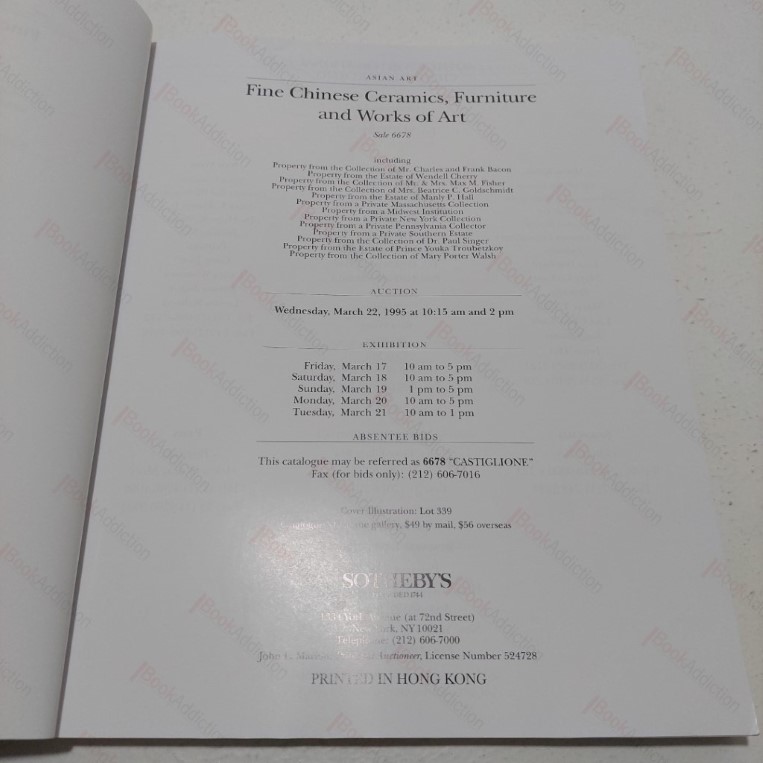 ASIAN ART
Fine Chinese Ceramics, Furniture
and Works of Art
Sale 6678
including
Property from the Collection of Mr. Charles and Frank Bacon
Property from the Estate of Wendell Cherry
Property from the Collection of Mr. & Mrs. Max M. Fisher
Property from the Collection of Mrs. Beatrice C. Goldschmidt
Property from the Estate of Manly P. Hall
Property from a Private Massachusetts Collection
Property from a Midwest Institution
Property from a Private New York Collection
Property from a Private Pennsylvania Collector
Property from a Private Southern Estate
Property from the Collection of Dr. Paul Singer
Property from the Estate of Prince Youka Troubetzkoy
Property from the Collection of Mary Porter Walsh
AUCTION
Wednesday, March 22, 1995 at 10:15 am and 2 pm
EXHIBITION
Friday, March 17 10 am to 5 pm
Saturday, March 18 10 am to 5 pm
Sunday, March 19 1 pm to 5 pm
Monday, March 20 10 am to 5 pm
Tuesday, March 21 10 am to 1 pm
ABSENTEE BIDS
This catalogue may be referred as 6678 "CASTIGLIONE"
Fax (for bids only): (212) 606-7016
Cover Illustration: Lot 339
gallery, $49 by mail, $56 overseas
SOTHEBY'S
(at 72nd Street)
NY 10021
(212) 606-7000
John Auctioneer, License Number 524728
PRINTED IN HONG KONG
BookAddiction